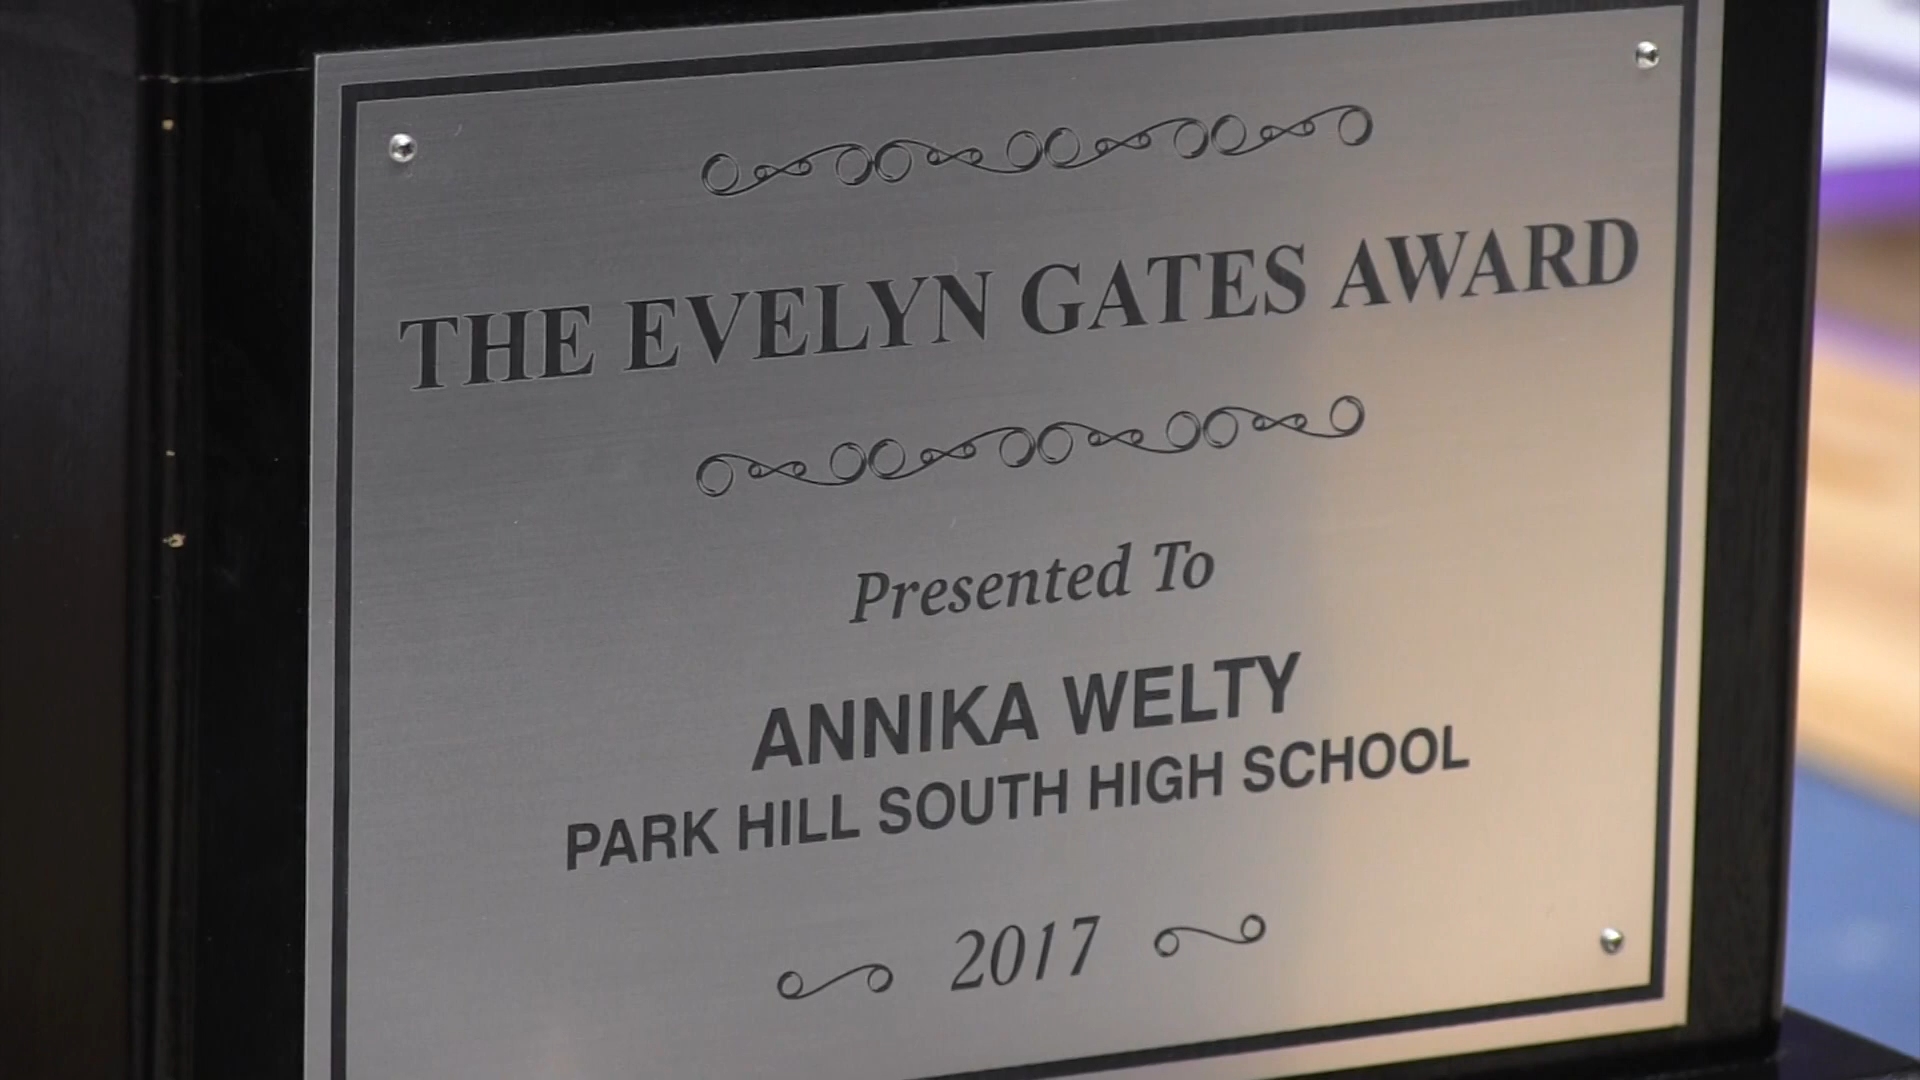 THE EVELYN GATES AWARD
Presented To
ANNIKA WELTY
PARK HILL SOUTH HIGH SCHOOL
2017